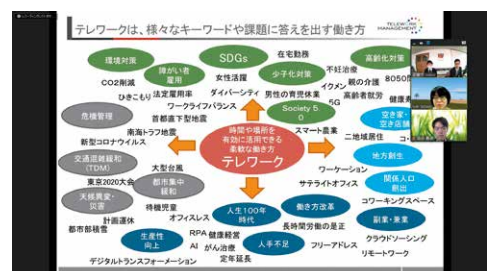 テレワークは、様々なキーワードや課題に答えを出す働き方
TELEWORK
MANAGEMENT
環境対策
障がい者
雇用
SDGs
在宅勤務
少子化対策
高齢化対策
不妊治療
CO2削減
法定雇用率
女性活躍
イクメン
親の介護
8050
ひきこもり
ダイバーシティ
男性の育児休業
高齢者就労
ワークライフバランス
5G
危機管理
首都直下型地震
Society 5.
0
空き家・
空き店舗
南海トラフ地震
時間や場所を
有効に活用できる
柔軟な働き方
テレワーク
スマート農業
二地域居住
新型コロナウイルス
交通混雑緩和
(TDM)
大型台風
地方創生
ワーケーション
都市集中
緩和
サテライトオフィス
関係人口
創出
東京2020大会
天候異変・
災害
待機児童
人生100年
時代
働き方改革
コワーキングスペース
計画運休
オフィスレス
長時間労働の是正
副業・兼業
都市部積雪
生産性
向上
RPA
健康経営
人手不足
フリーアドレス
クラウドソーシング
AI
がん治療
リモートワーク
デジタルトランスフォーメーション
定年延長